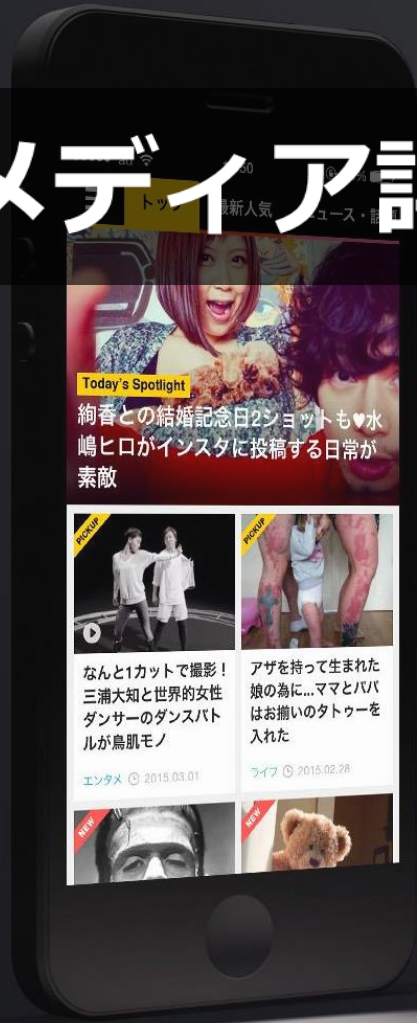 メディア
トップ
最新人気
ュース・話
Today's Spotlight
絢香との結婚記念日2ショットも♥水
嶋ヒロがインスタに投稿する日常が
素敵
PICKUP
なんと1カットで撮影！
三浦大知と世界的女性
ダンサーのダンスバト
ルが鳥肌モノ
エンタメ 2015.03.01
PICKUP
アザを持って生まれた
娘の為に...ママとパパ
はお揃いのタトゥーを
入れた
ライフ 2015.02.28
NEW
NEW